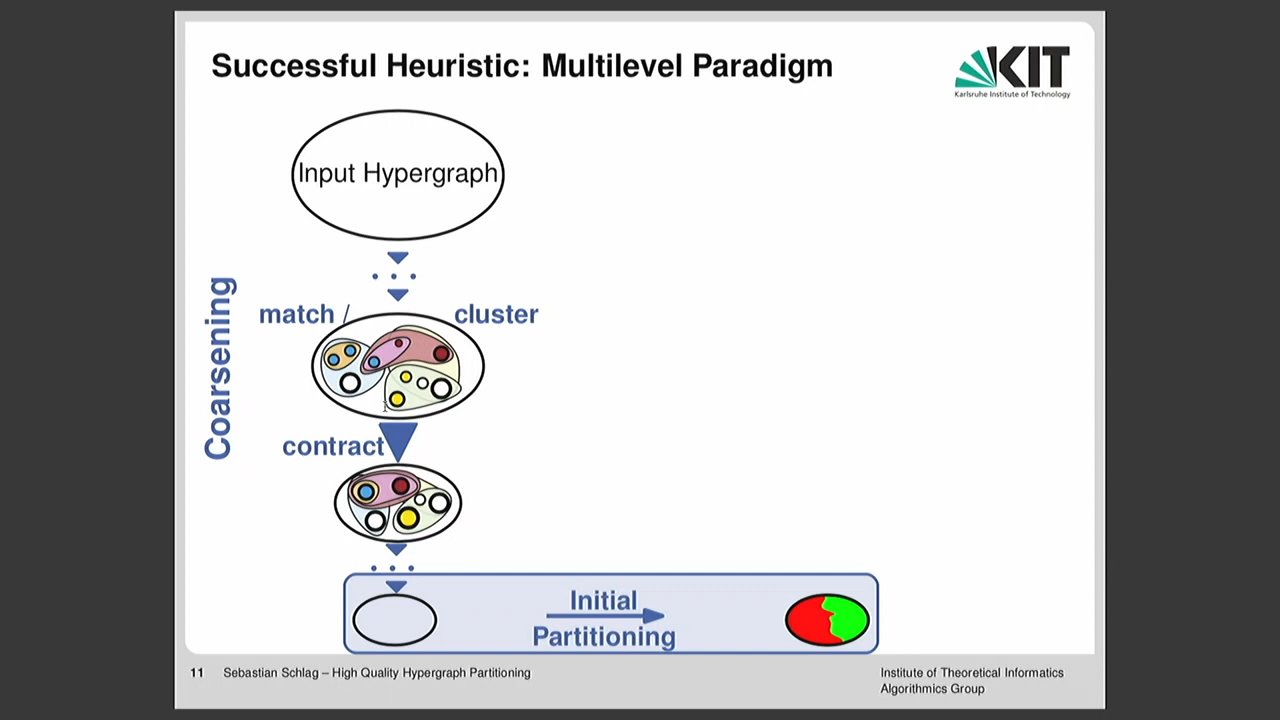 Successful Heuristic: Multilevel Paradigm
KIT
Karlsruhe Institute of Technology
Input Hypergraph
Coarsening
match / cluster
contract
Initial
Partitioning
11 Sebastian Schlag – High Quality Hypergraph Partitioning
Institute of Theoretical Informatics
Algorithmics Group